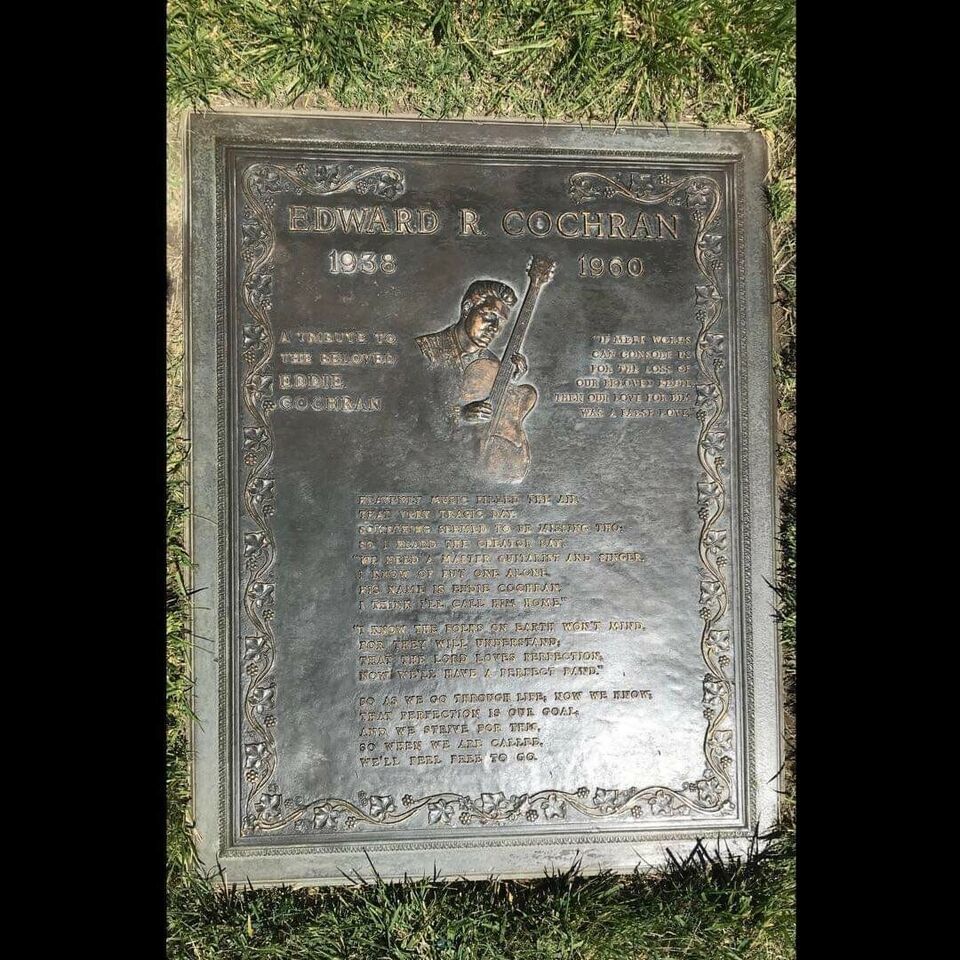 EDWARD R. COCHRAN
1938
1960
A TRIBUTE TO
THE BELOVED
EDDIE
COCHRAN
"IF MERE WORDS
CAN CONSOLE US
FOR THE LOSS OF
OUR BELOVED EDDIE,
THEN OUR LOVE FOR HIM
WAS A FALSE LOVE."
HEAVENLY MUSIC FILLED THE AIR
THAT VERY TRAGIC DAY.
SOMETHING SEEMED TO BE MISSING THO;
SO I HEARD THE CREATOR SAY:
"WE NEED A MASTER GUITARIST AND SINGER,
I KNOW OF BUT ONE ALONE.
HIS NAME IS EDDIE COCHRAN,
I THINK I'LL CALL HIM HOME."
"I KNOW THE FOLKS ON EARTH WON'T MIND,
FOR THEY WILL UNDERSTAND;
THAT THE LORD LOVES PERFECTION,
NOW WE'LL HAVE A PERFECT BAND."
SO AS WE GO THROUGH LIFE; NOW WE KNOW;
THAT PERFECTION IS OUR GOAL,
AND WE STRIVE FOR THIS,
SO WHEN WE ARE CALLED,
WE'LL FEEL FREE TO GO.